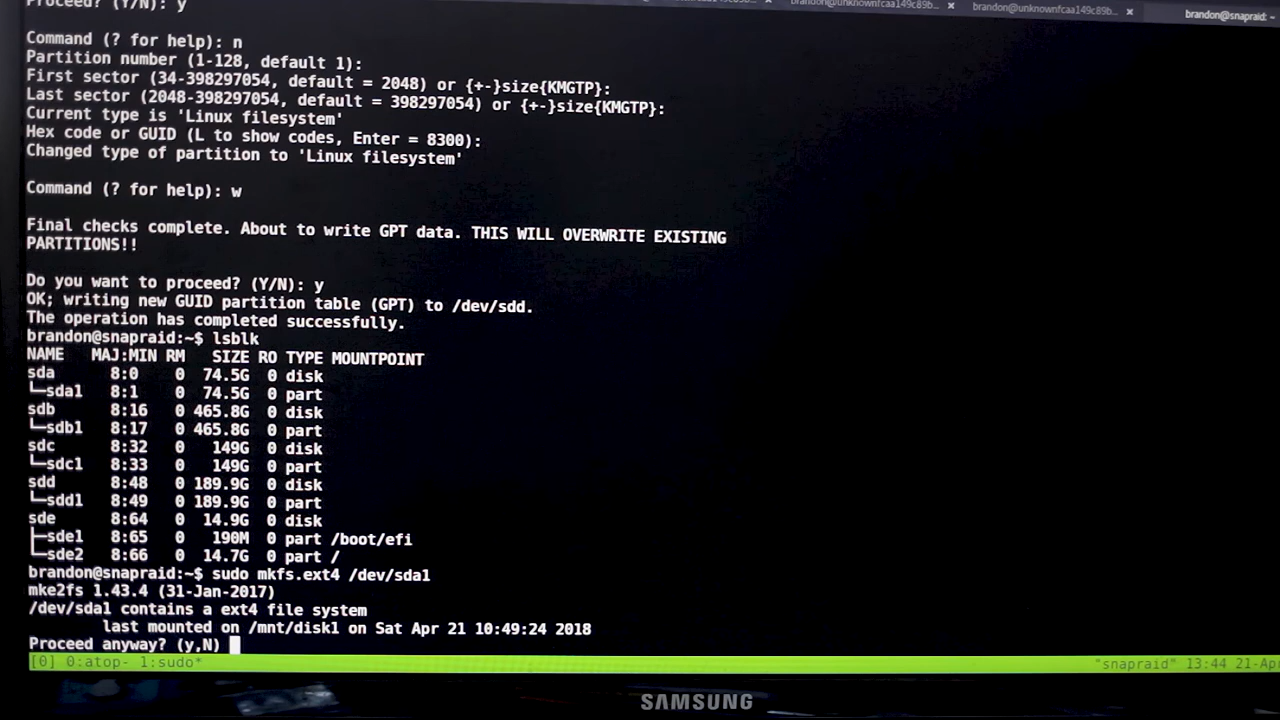 Proceed? (Y/N): y
brandon@unknownfcaa149c89b... ×
brandon@unknownfcaa149c89b... ×
brandon@snapraid: ~
Command (? for help): n
Partition number (1-128, default 1):
First sector (34-398297054, default = 2048) or {+-}size{KMGTP}:
Last sector (2048-398297054, default = 398297054) or {+-}size{KMGTP}:
Current type is 'Linux filesystem'
Hex code or GUID (L to show codes, Enter = 8300):
Changed type of partition to 'Linux filesystem'
Command (? for help): w
Final checks complete. About to write GPT data. THIS WILL OVERWRITE EXISTING
PARTITIONS!!
Do you want to proceed? (Y/N): y
OK; writing new GUID partition table (GPT) to /dev/sdd.
The operation has completed successfully.
brandon@snapraid:~$ lsblk
NAME MAJ:MIN RM SIZE RO TYPE MOUNTPOINT
sda 8:0 0 74.5G 0 disk
└─sda1 8:1 0 74.5G 0 part
sdb 8:16 0 465.8G 0 disk
└─sdb1 8:17 0 465.8G 0 part
sdc 8:32 0 149G 0 disk
└─sdc1 8:33 0 149G 0 part
sdd 8:48 0 189.9G 0 disk
└─sdd1 8:49 0 189.9G 0 part
sde 8:64 0 14.9G 0 disk
├─sde1 8:65 0 190M 0 part /boot/efi
└─sde2 8:66 0 14.7G 0 part /
brandon@snapraid:~$ sudo mkfs.ext4 /dev/sda1
mke2fs 1.43.4 (31-Jan-2017)
/dev/sda1 contains a ext4 file system
last mounted on /mnt/disk1 on Sat Apr 21 10:49:24 2018
Proceed anyway? (y,N)
[0] 0:atop- 1:sudo* "snapraid" 13:44 21-Ap
SAMSUNG